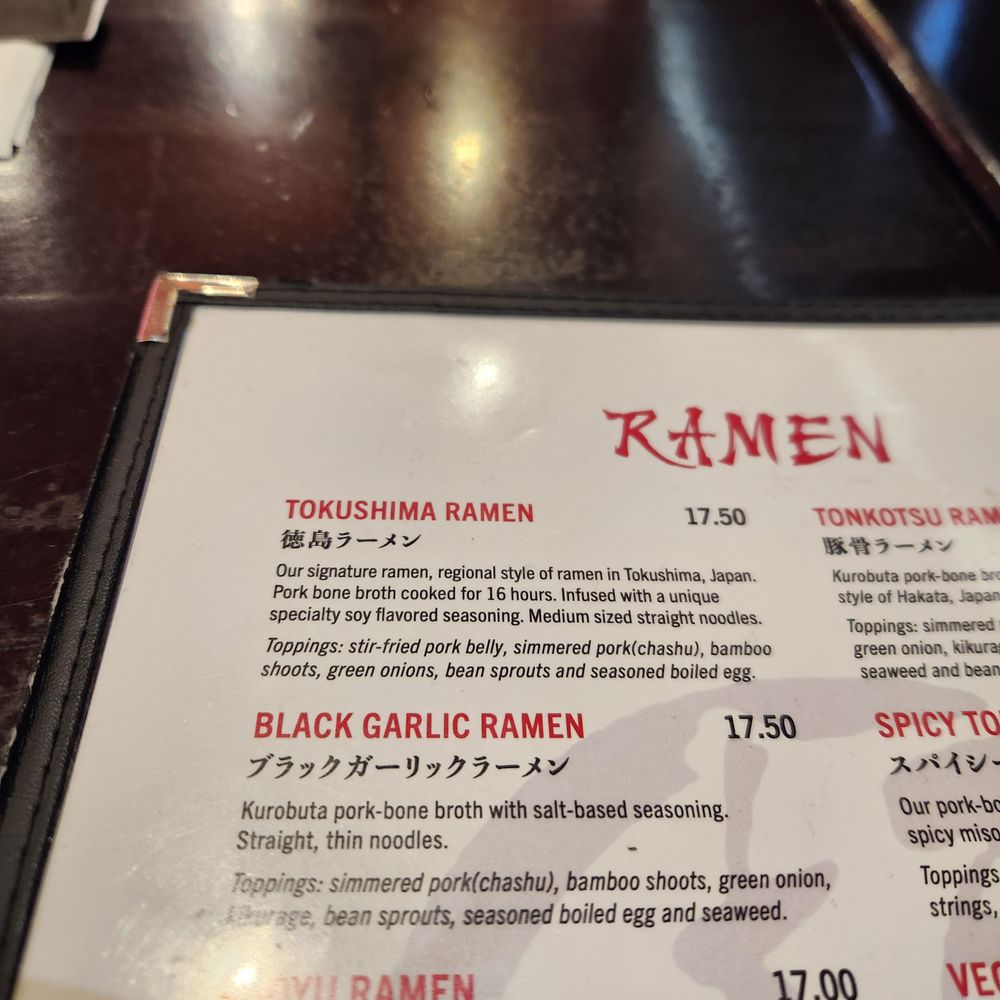 RAMEN
TOKUSHIMA RAMEN 17.50
徳島ラーメン
Our signature ramen, regional style of ramen in Tokushima, Japan.
Pork bone broth cooked for 16 hours. Infused with a unique
specialty soy flavored seasoning. Medium sized straight noodles.
Toppings: stir-fried pork belly, simmered pork(chashu), bamboo
shoots, green onions, bean sprouts and seasoned boiled egg.
BLACK GARLIC RAMEN 17.50
ブラックガーリックラーメン
Kurobuta pork-bone broth with salt-based seasoning.
Straight, thin noodles.
Toppings: simmered pork(chashu), bamboo shoots, green onion,
kikurage, bean sprouts, seasoned boiled egg and seaweed.
RAMEN 17.00
TONKOTSU
豚骨ラーメン
Kurobuta pork-bone
style of Hakata, Japan
Toppings: simmered
green onion,
seaweed and bean
SPICY
スパイシー
Our
spicy miso
Toppings
strings,